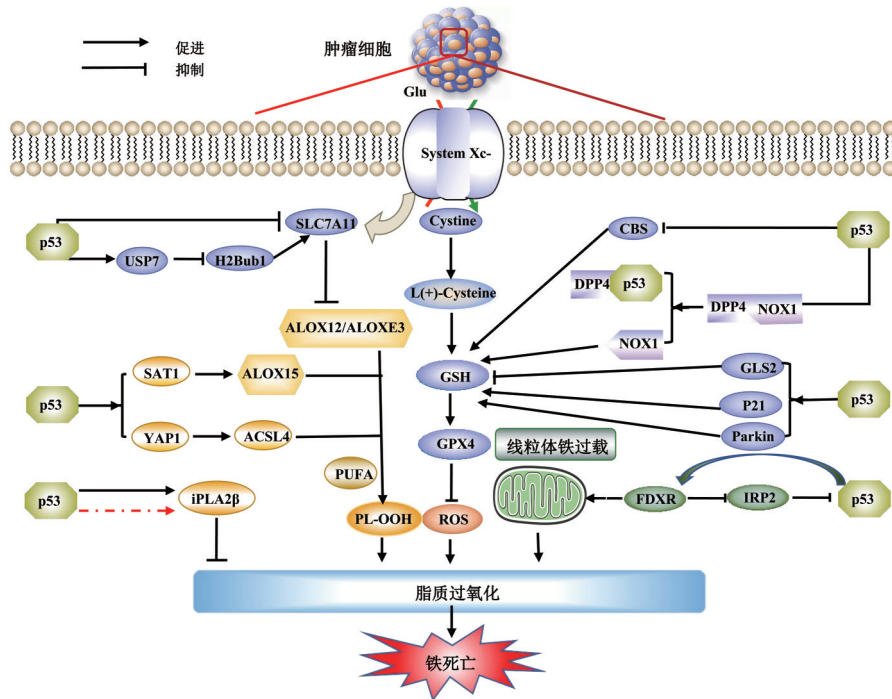 促进
抑制
肿瘤细胞
Glu
System Xc-
p53
SLC7A11
USP7
H2Bub1
Cystine
CBS
p53
L(+)-Cysteine
DPP4
p53
DPP4
NOX1
NOX1
ALOX12/ALOXE3
GSH
GLS2
P21
Parkin
p53
p53
SAT1
ALOX15
YAP1
ACSL4
GPX4
线粒体铁过载
PUFA
p53
iPLA2β
PL-OOH
ROS
FDXR
IRP2
p53
脂质过氧化
铁死亡